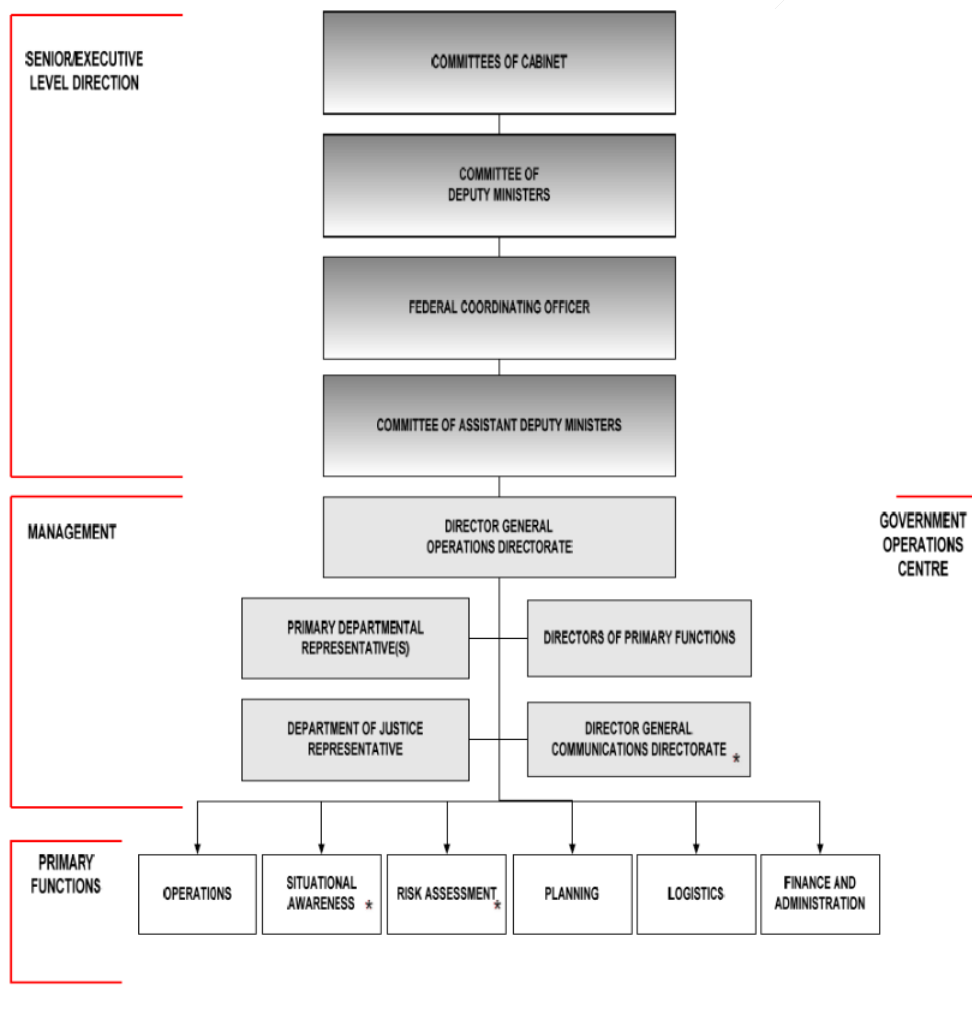 SENIOR/EXECUTIVE
LEVEL DIRECTION
COMMITTEES OF CABINET
COMMITTEE OF
DEPUTY MINISTERS
FEDERAL COORDINATING OFFICER
COMMITTEE OF ASSISTANT DEPUTY MINISTERS
MANAGEMENT
DIRECTOR GENERAL
OPERATIONS DIRECTORATE
GOVERNMENT
OPERATIONS
CENTRE
PRIMARY DEPARTMENTAL
REPRESENTATIVE(S)
DIRECTORS OF PRIMARY FUNCTIONS
DEPARTMENT OF JUSTICE
REPRESENTATIVE
DIRECTOR GENERAL
COMMUNICATIONS DIRECTORATE *
PRIMARY
FUNCTIONS
OPERATIONS
SITUATIONAL
AWARENESS *
RISK ASSESSMENT *
PLANNING
LOGISTICS
FINANCE AND
ADMINISTRATION